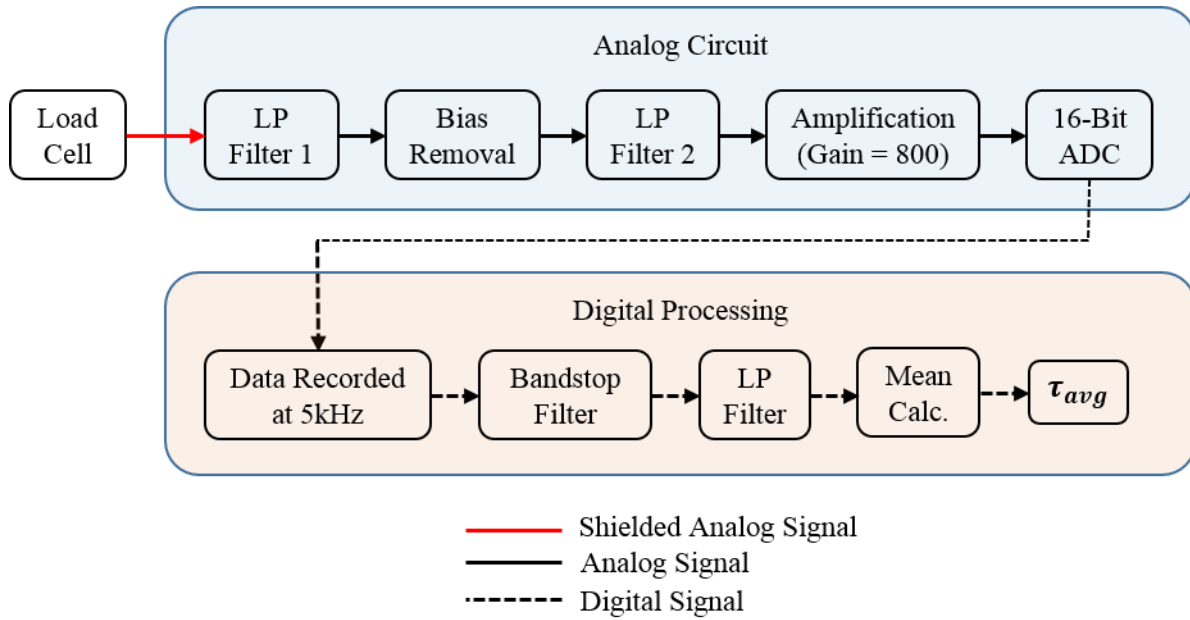 Analog Circuit
Load
Cell
LP
Filter 1
Bias
Removal
LP
Filter 2
Amplification
(Gain = 800)
16-Bit
ADC
Digital Processing
Data Recorded
at 5kHz
Bandstop
Filter
LP
Filter
Mean
Calc.
τavg
Shielded Analog Signal
Analog Signal
Digital Signal